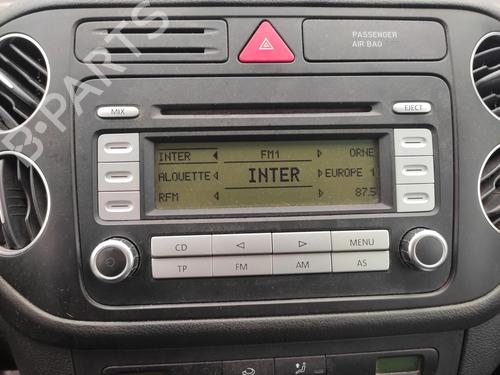 PASSENGER
AIR BAG
MIX
EJECT
INTER FM1 ORNE
ALOUETTE INTER EUROPE 1
RFM 87.5
CD MENU
TP FM AM AS
B-PARTS